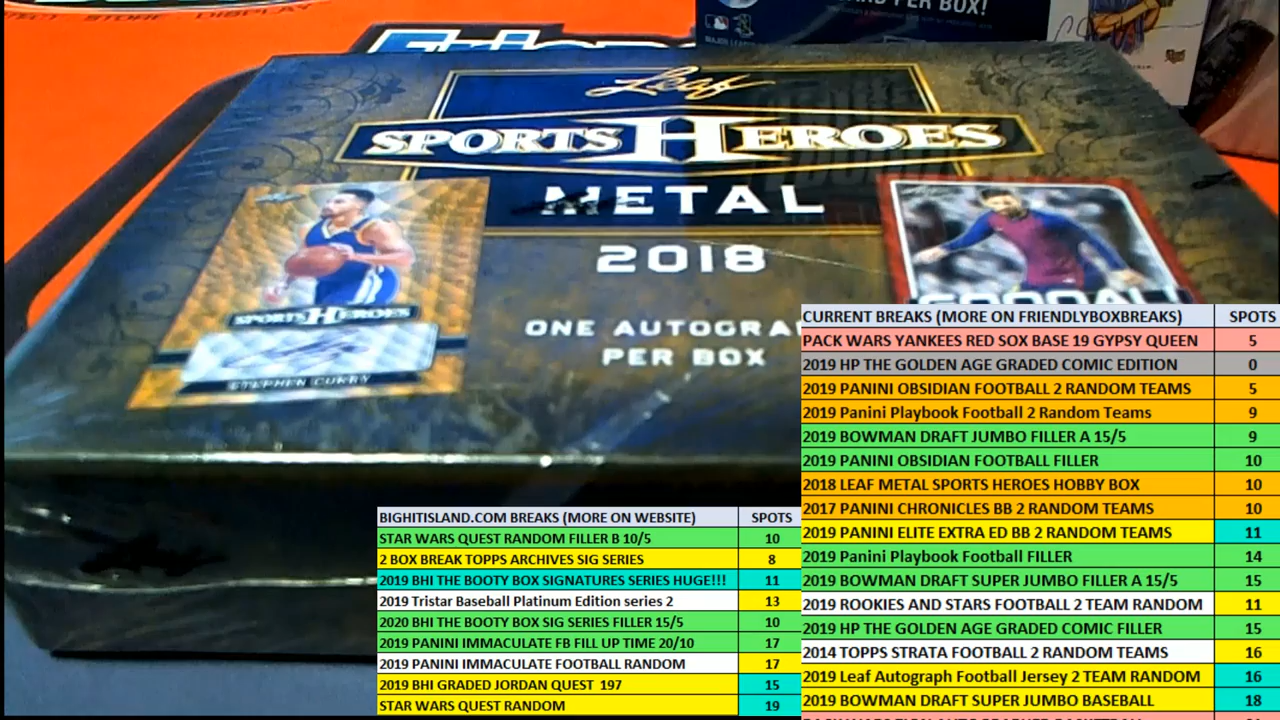 STORE DISPLAY
PER BOX!
Leaf
SPORTS HEROES
METAL
2018
ONE AUTOGRA
PER BOX
SPORTS HEROES
STEPHEN CURRY
CURRENT BREAKS (MORE ON FRIENDLYBOXBREAKS) SPOTS
PACK WARS YANKEES RED SOX BASE 19 GYPSY QUEEN 5
2019 HP THE GOLDEN AGE GRADED COMIC EDITION 0
2019 PANINI OBSIDIAN FOOTBALL 2 RANDOM TEAMS 5
2019 Panini Playbook Football 2 Random Teams 9
2019 BOWMAN DRAFT JUMBO FILLER A 15/5 9
2019 PANINI OBSIDIAN FOOTBALL FILLER 10
2018 LEAF METAL SPORTS HEROES HOBBY BOX 10
2017 PANINI CHRONICLES BB 2 RANDOM TEAMS 10
2019 PANINI ELITE EXTRA ED BB 2 RANDOM TEAMS 11
2019 Panini Playbook Football FILLER 14
2019 BOWMAN DRAFT SUPER JUMBO FILLER A 15/5 15
2019 ROOKIES AND STARS FOOTBALL 2 TEAM RANDOM 11
2019 HP THE GOLDEN AGE GRADED COMIC FILLER 15
2014 TOPPS STRATA FOOTBALL 2 RANDOM TEAMS 16
2019 Leaf Autograph Football Jersey 2 TEAM RANDOM 16
2019 BOWMAN DRAFT SUPER JUMBO BASEBALL 18
BIGHITISLAND.COM BREAKS (MORE ON WEBSITE) SPOTS
STAR WARS QUEST RANDOM FILLER B 10/5 10
2 BOX BREAK TOPPS ARCHIVES SIG SERIES 8
2019 BHI THE BOOTY BOX SIGNATURES SERIES HUGE!!! 11
2019 Tristar Baseball Platinum Edition series 2 13
2020 BHI THE BOOTY BOX SIG SERIES FILLER 15/5 10
2019 PANINI IMMACULATE FB FILL UP TIME 20/10 17
2019 PANINI IMMACULATE FOOTBALL RANDOM 17
2019 BHI GRADED JORDAN QUEST 197 15
STAR WARS QUEST RANDOM 19